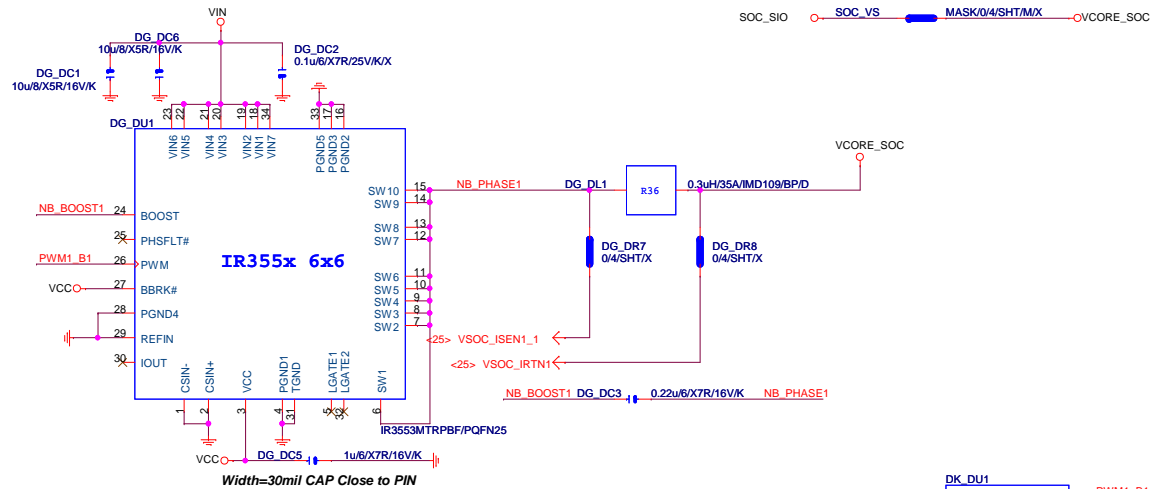 VIN
SOC_SIO SOC_VS MASK/0/4/SHT/M/X VCORE_SOC
DG_DC6
10u/8/X5R/16V/K
DG_DC2
0.1u/6/X7R/25V/K/X
DG_DC1
10u/8/X5R/16V/K
23 22 21 20 19 18 34 33 17 16
DG_DU1
VIN6 VIN5 VIN4 VIN3 VIN2 VIN1 VIN7 PGND5 PGND3 PGND2
VCORE_SOC
SW10 15 NB_PHASE1 DG_DL1 R36 0.3uH/35A/IMD109/BP/D
SW9 14
NB_BOOST1 24 BOOST
SW8 13
SW7 12
25 PHSFLT#
DG_DR7
0/4/SHT/X
DG_DR8
0/4/SHT/X
IR355x 6x6
PWM1_B1 26 PWM
SW6 11
VCC 27 BBRK#
SW5 10
SW4 9
28 PGND4
SW3 8
SW2 7
29 REFIN
<25> VSOC_ISEN1_1
30 IOUT
<25> VSOC_IRTN1
CSIN- CSIN+ VCC PGND1 TGND LGATE1 LGATE2 SW1
1 2 3 4 31 5 32 6
NB_BOOST1 DG_DC3 0.22u/6/X7R/16V/K NB_PHASE1
IR3553MTRPBF/PQFN25
VCC DG_DC5 1u/6/X7R/16V/K
Width=30mil CAP Close to PIN
DK_DU1